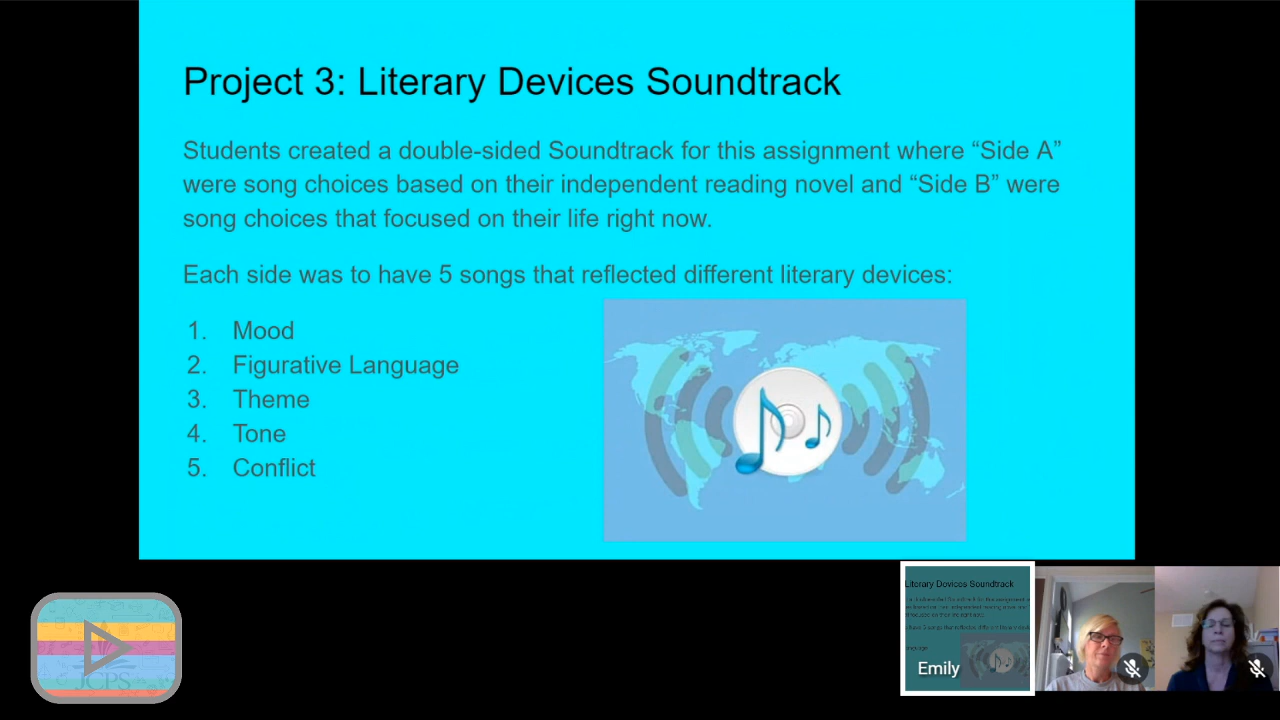 Project 3: Literary Devices Soundtrack
Students created a double-sided Soundtrack for this assignment where “Side A”
were song choices based on their independent reading novel and “Side B” were
song choices that focused on their life right now.
Each side was to have 5 songs that reflected different literary devices:
1. Mood
2. Figurative Language
3. Theme
4. Tone
5. Conflict
Literary Devices Soundtrack
Emily
JCPS